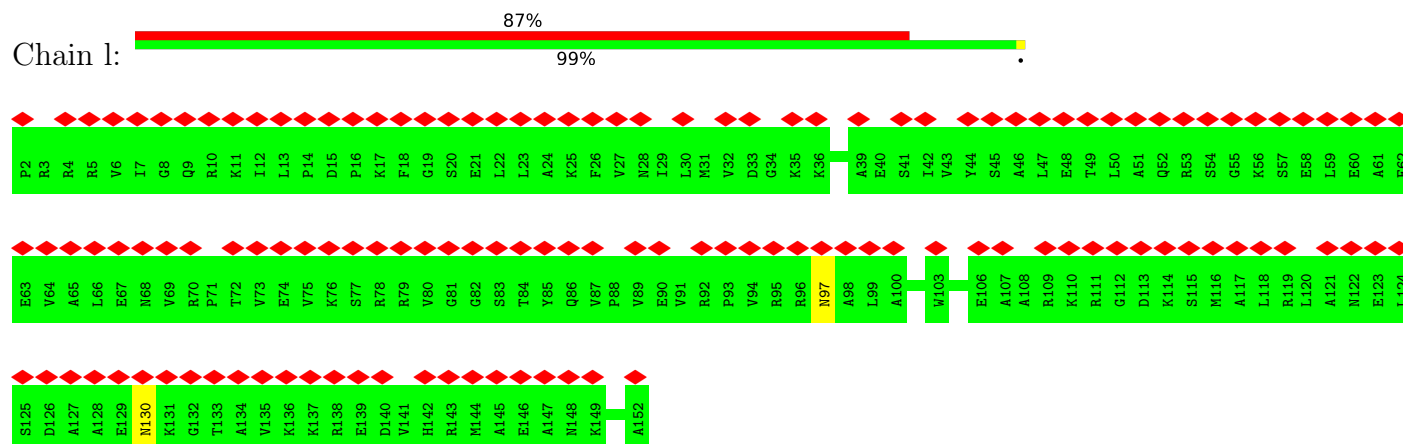 87%
Chain l:
99%
.
P2 R3 R4 R5 V6 I7 G8 Q9 R10 K11 I12 L13 P14 D15 P16 K17 F18 G19 S20 E21 L22 L23 A24 K25 F26 V27 N28 I29 L30 M31 V32 D33 G34 K35 K36 A39 E40 S41 I42 V43 Y44 S45 A46 L47 E48 T49 L50 A51 Q52 R53 S54 G55 K56 S57 E58 L59 E60 A61 F62
E63 V64 A65 L66 E67 N68 V69 R70 P71 T72 V73 E74 V75 K76 S77 R78 R79 V80 G81 G82 S83 T84 Y85 Q86 V87 P88 V89 E90 V91 R92 P93 V94 R95 R96 N97 A98 L99 A100 W103 E106 A107 A108 R109 K110 R111 G112 D113 K114 S115 M116 A117 L118 R119 L120 A121 N122 E123 L124
S125 D126 A127 A128 E129 N130 K131 G132 T133 A134 V135 K136 K137 R138 E139 D140 V141 H142 R143 M144 A145 E146 A147 N148 K149 A152